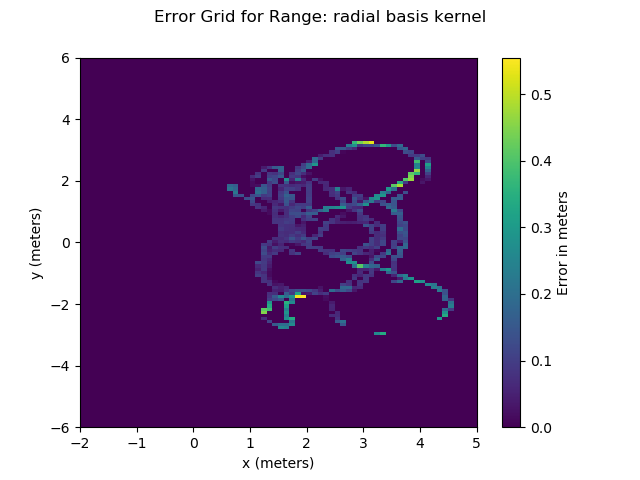 Error Grid for Range: radial basis kernel
6
4
2
0
−2
−4
−6
y (meters)
−2 −1 0 1 2 3 4 5
x (meters)
0.5
0.4
0.3
0.2
0.1
0.0
Error in meters